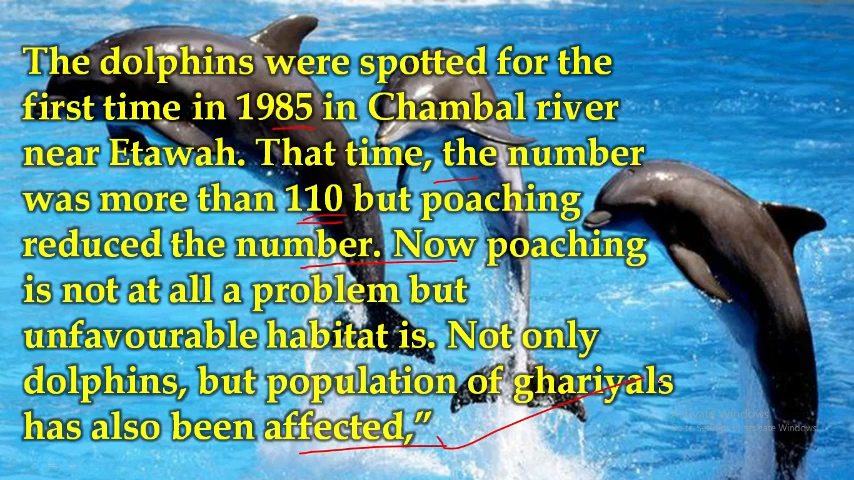 The dolphins were spotted for the
first time in 1985 in Chambal river
near Etawah. That time, the number
was more than 110 but poaching
reduced the number. Now poaching
is not at all a problem but
unfavourable habitat is. Not only
dolphins, but population of ghariyals
has also been affected,”